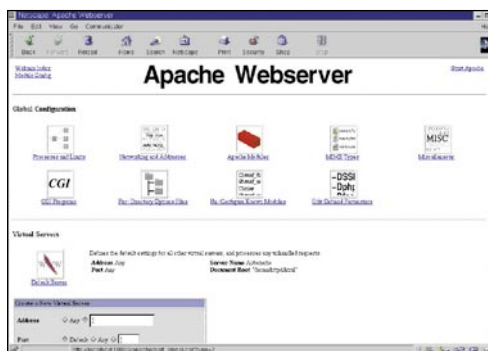 Netscape: Apache Webserver
File Edit View Go Communicator
Back Forward Reload Home Search Netscape Print Security Shop Stop
Webmin Index
Module Config
Apache Webserver
Start Apache
Global Configuration
Processes and Limits
Networking and Addresses
Apache Modules
MIME Types
Miscellaneous
MISC
CGI
CGI Programs
Per-Directory Options Files
Re-Configure Known Modules
Edit Defined Parameters
Virtual Servers
Defines the default settings for all other virtual servers, and processes any unhandled requests.
Address Any
Server Name Automatic
Port Any
Document Root
Default Server
Create a New Virtual Server
Address Any
Port Default Any